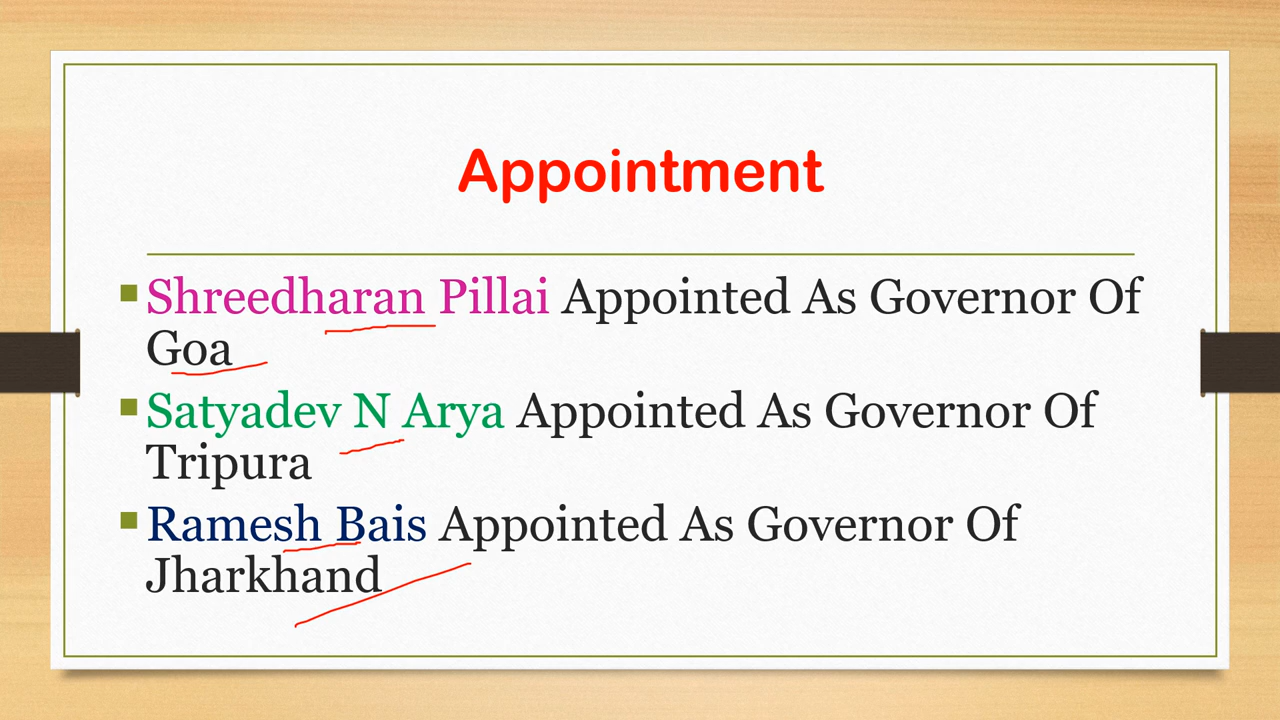 Appointment
Shreedharan Pillai Appointed As Governor Of
Goa
Satyadev N Arya Appointed As Governor Of
Tripura
Ramesh Bais Appointed As Governor Of
Jharkhand